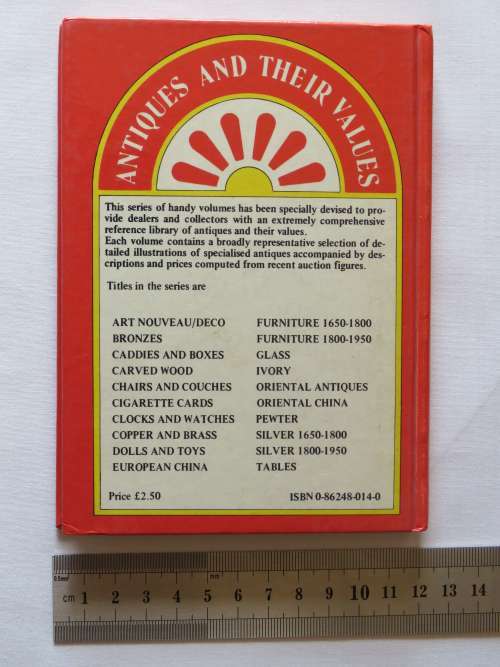 ANTIQUES AND THEIR VALUES
This series of handy volumes has been specially devised to pro-
vide dealers and collectors with an extremely comprehensive
reference library of antiques and their values.
Each volume contains a broadly representative selection of de-
tailed illustrations of specialised antiques accompanied by des-
criptions and prices computed from recent auction figures.
Titles in the series are
ART NOUVEAU/DECO
BRONZES
CADDIES AND BOXES
CARVED WOOD
CHAIRS AND COUCHES
CIGARETTE CARDS
CLOCKS AND WATCHES
COPPER AND BRASS
DOLLS AND TOYS
EUROPEAN CHINA
FURNITURE 1650-1800
FURNITURE 1800-1950
GLASS
IVORY
ORIENTAL ANTIQUES
ORIENTAL CHINA
PEWTER
SILVER 1650-1800
SILVER 1800-1950
TABLES
Price £2.50
ISBN 0-86248-014-0
0.5mm
mm
cm 1 2 3 4 5 6 7 8 9 10 11 12 13 14